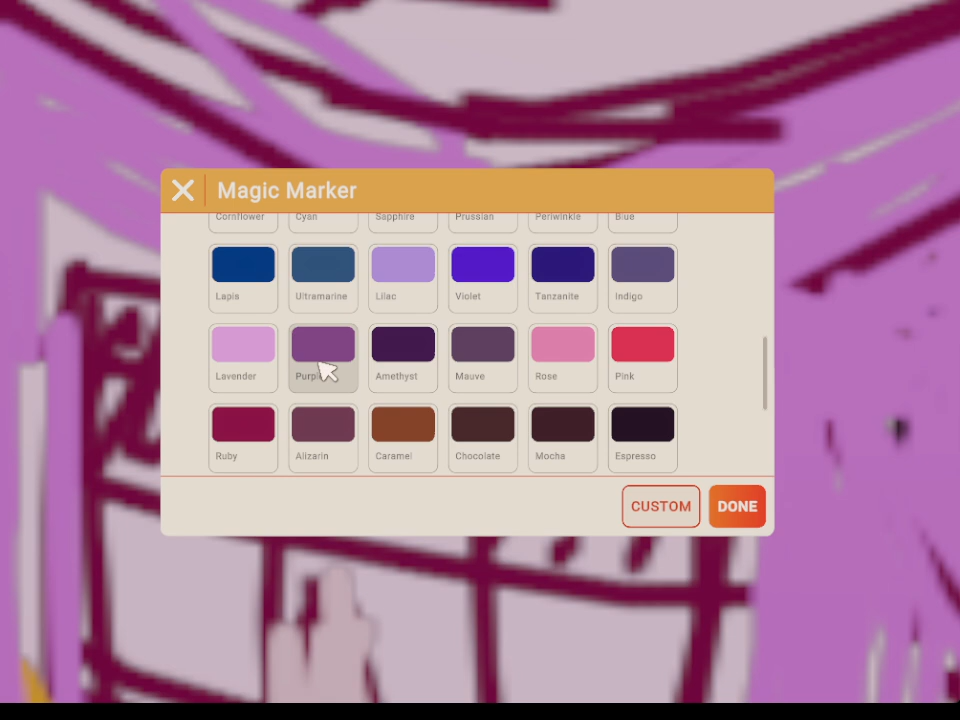 Magic Marker
Cornflower Cyan Sapphire Prussian Periwinkle Blue
Lapis Ultramarine Lilac Violet Tanzanite Indigo
Lavender Purple Amethyst Mauve Rose Pink
Ruby Alizarin Caramel Chocolate Mocha Espresso
CUSTOM DONE